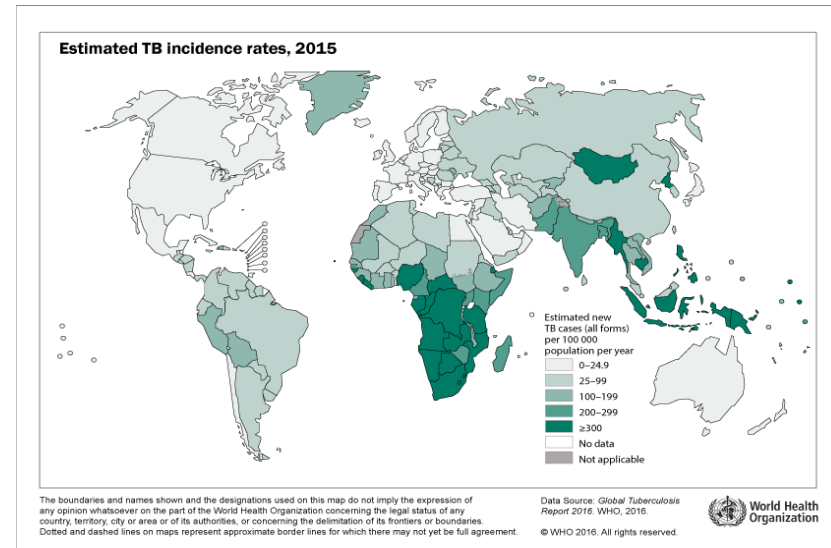 Estimated TB incidence rates, 2015
Estimated new
TB cases (all forms)
per 100 000
population per year
0–24.9
25–99
100–199
200–299
≥300
No data
Not applicable
The boundaries and names shown and the designations used on this map do not imply the expression of
any opinion whatsoever on the part of the World Health Organization concerning the legal status of any
country, territory, city or area or of its authorities, or concerning the delimitation of its frontiers or boundaries.
Dotted and dashed lines on maps represent approximate border lines for which there may not yet be full agreement.
Data Source: Global Tuberculosis
Report 2016. WHO, 2016.
© WHO 2016. All rights reserved.
World Health
Organization